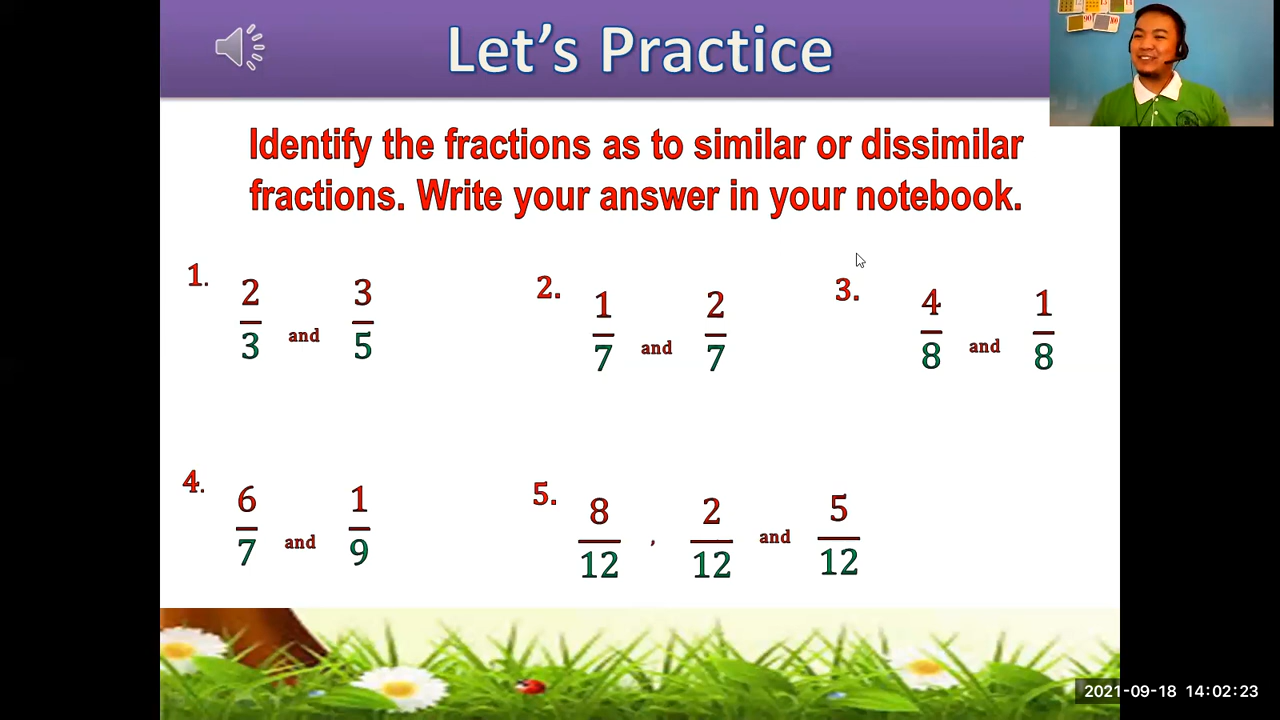 Let's Practice
Identify the fractions as to similar or dissimilar
fractions. Write your answer in your notebook.
1. 2/3 and 3/5
2. 1/7 and 2/7
3. 4/8 and 1/8
4. 6/7 and 1/9
5. 8/12 , 2/12 and 5/12
2021-09-18 14:02:23